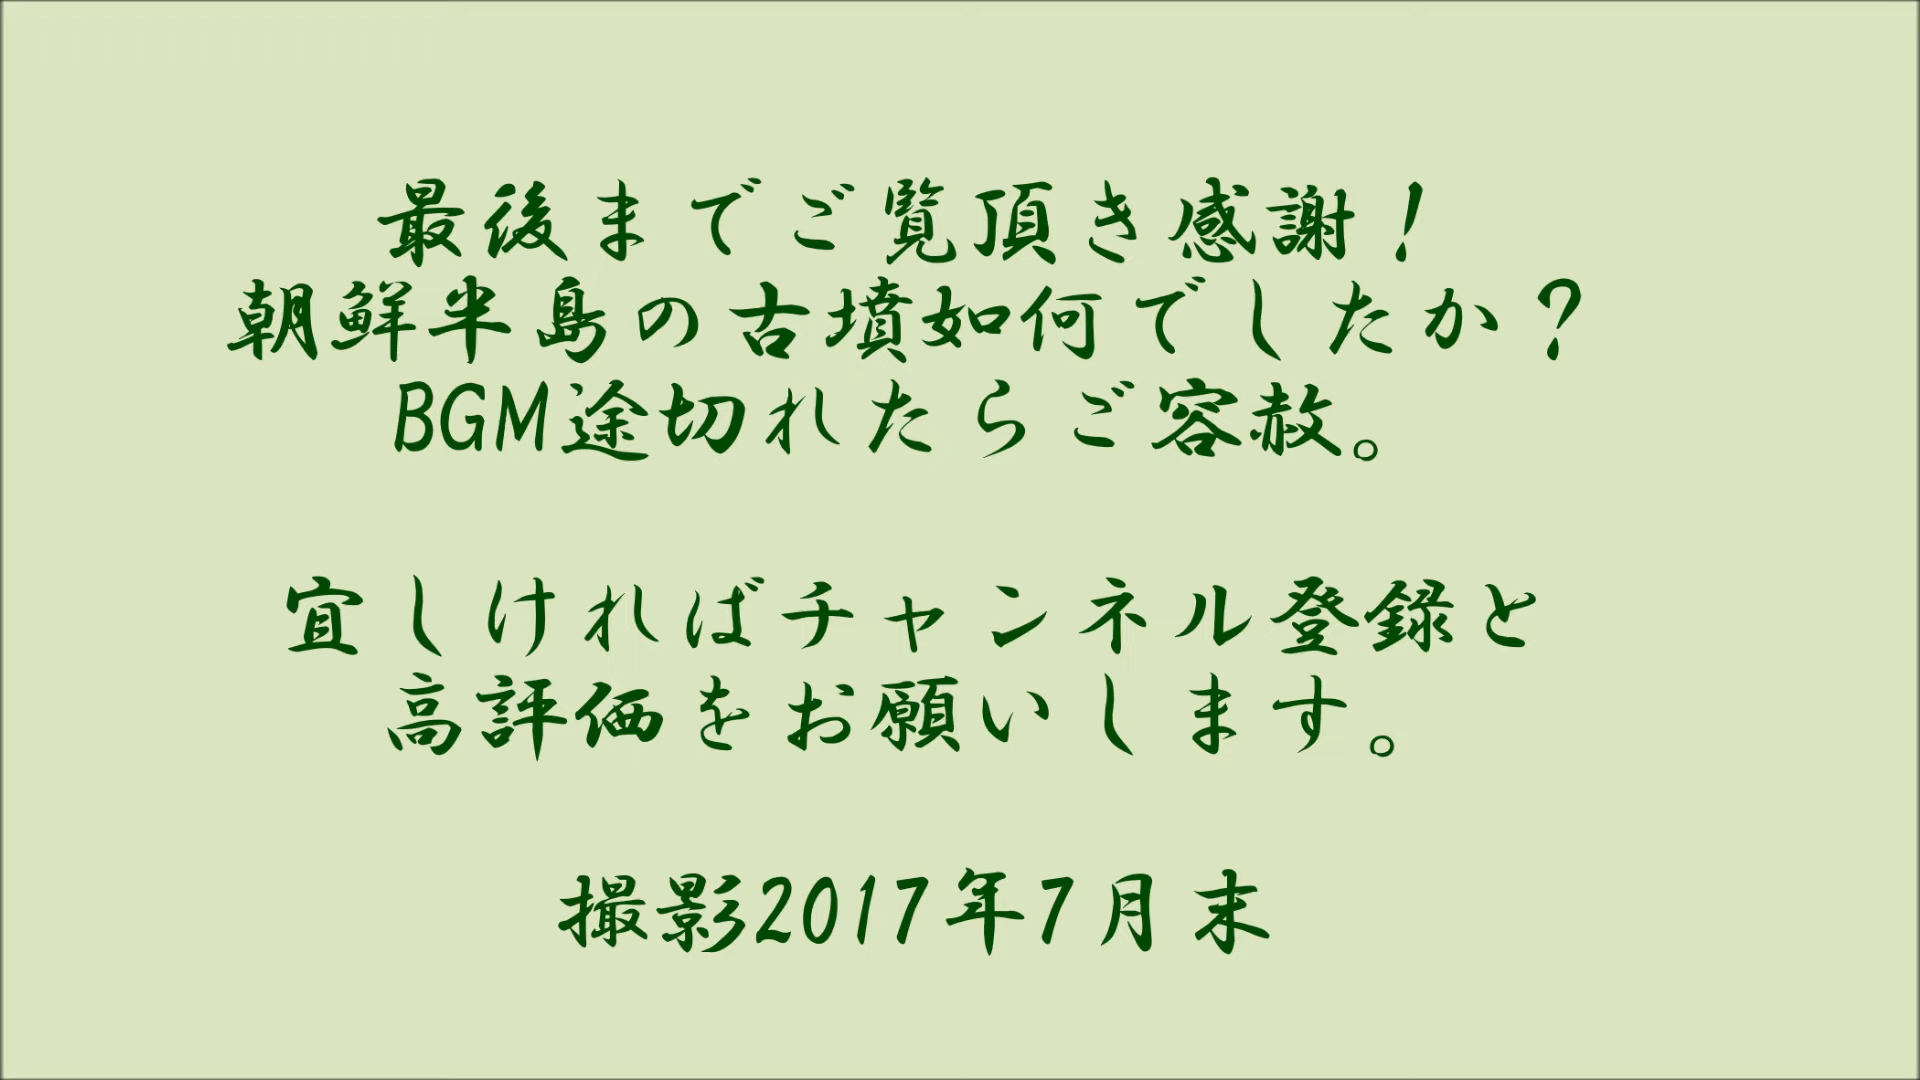 最後までご覧頂き感謝！
朝鮮半島の古墳如何でしたか？
BGM途切れたらご容赦。
宜しければチャンネル登録と
高評価をお願いします。
撮影2017年7月末